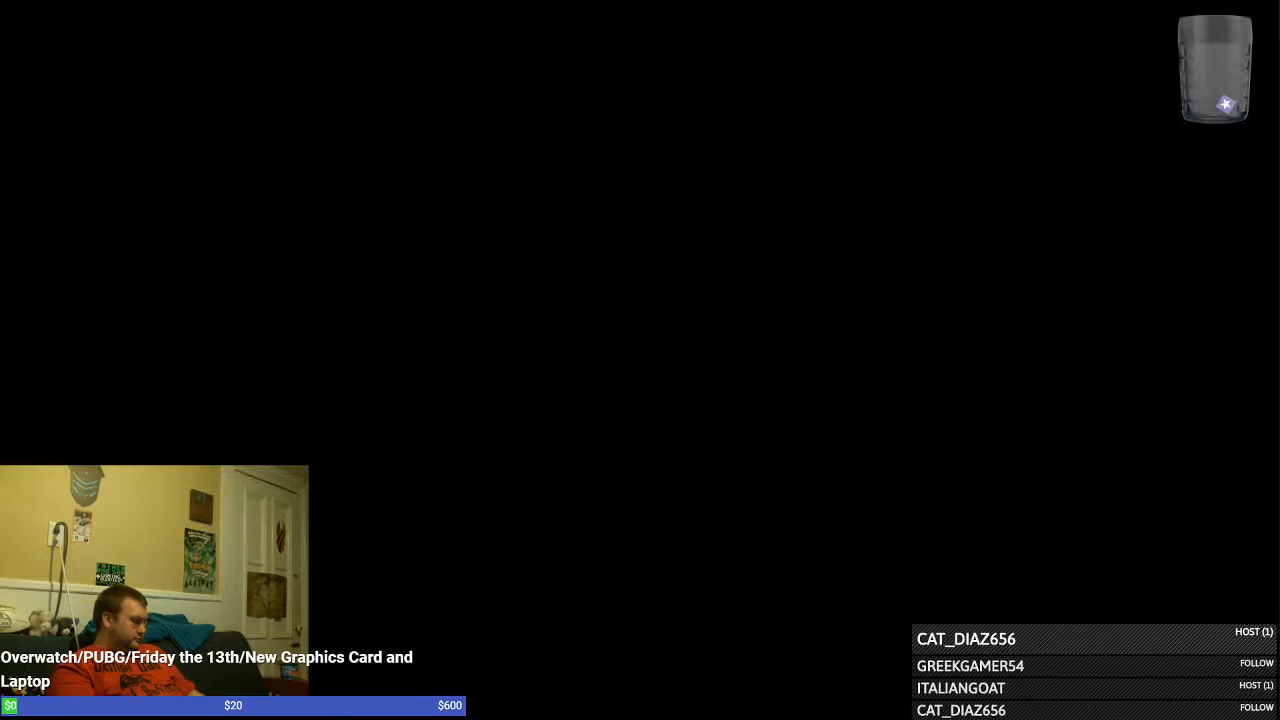 Overwatch/PUBG/Friday the 13th/New Graphics Card and
Laptop
$0 $20 $600
CAT_DIAZ656 HOST (1)
GREEKGAMER54 FOLLOW
ITALIANGOAT HOST (1)
CAT_DIAZ656 FOLLOW